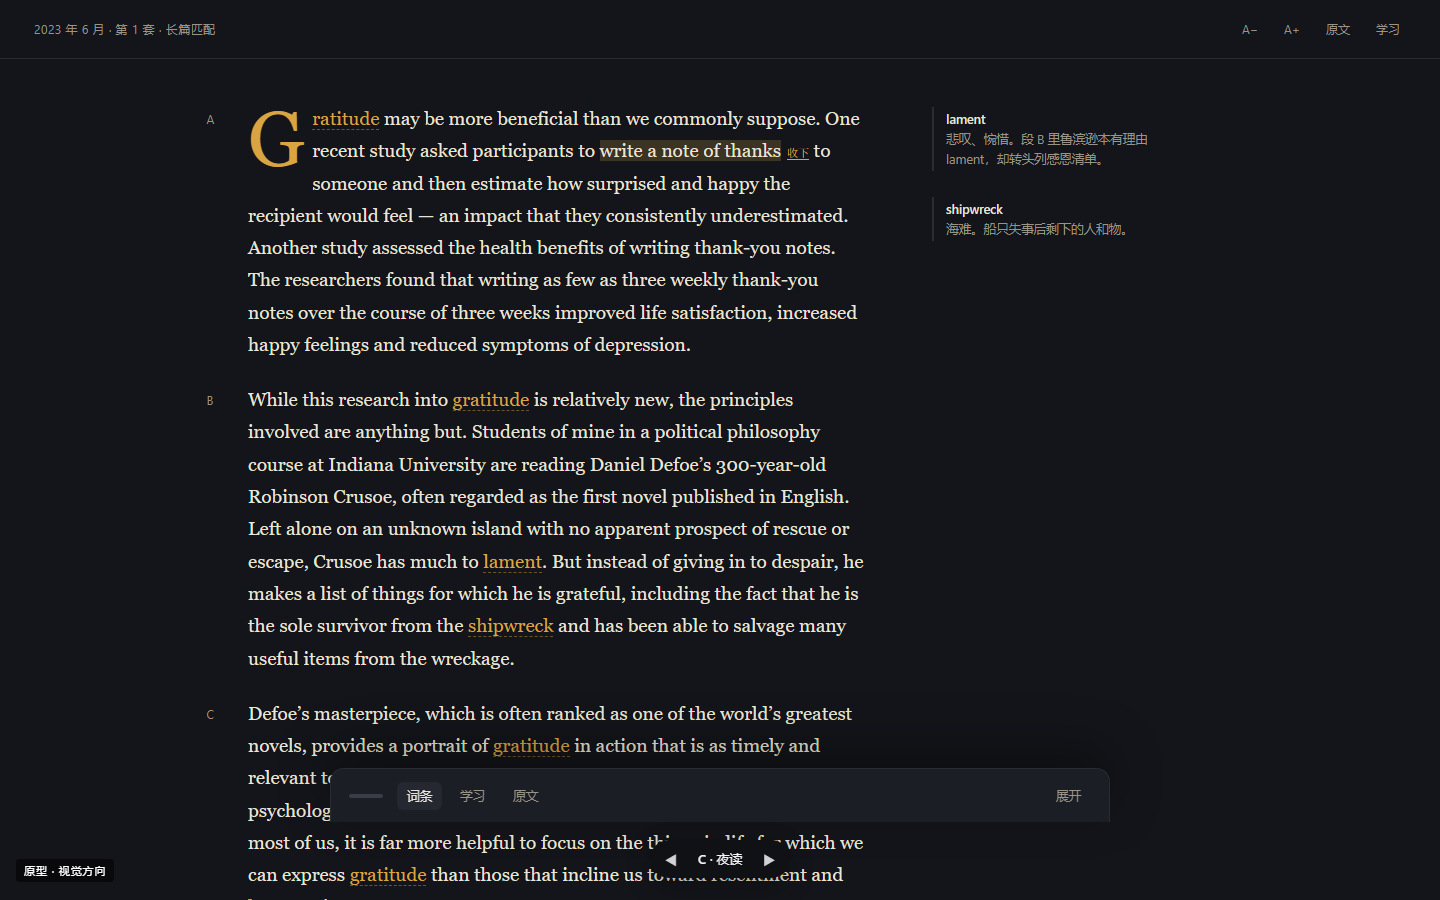 2023 年 6 月 · 第 1 套 · 长篇匹配
A− A+ 原文 学习
A
Gratitude may be more beneficial than we commonly suppose. One
recent study asked participants to write a note of thanks 收下 to
someone and then estimate how surprised and happy the
recipient would feel — an impact that they consistently underestimated.
Another study assessed the health benefits of writing thank-you notes.
The researchers found that writing as few as three weekly thank-you
notes over the course of three weeks improved life satisfaction, increased
happy feelings and reduced symptoms of depression.
lament
悲叹、惋惜。段 B 里鲁滨逊本有理由
lament，却转头列感恩清单。
shipwreck
海难。船只失事后剩下的人和物。
B
While this research into gratitude is relatively new, the principles
involved are anything but. Students of mine in a political philosophy
course at Indiana University are reading Daniel Defoe’s 300-year-old
Robinson Crusoe, often regarded as the first novel published in English.
Left alone on an unknown island with no apparent prospect of rescue or
escape, Crusoe has much to lament. But instead of giving in to despair, he
makes a list of things for which he is grateful, including the fact that he is
the sole survivor from the shipwreck and has been able to salvage many
useful items from the wreckage.
C
Defoe’s masterpiece, which is often ranked as one of the world’s greatest
novels, provides a portrait of gratitude in action that is as timely and
relevant
psycholog
most of us, it is far more helpful to focus on the which we
can express gratitude than those that incline us toward resentment and
词条 学习 原文 展开
◀ C · 夜读 ▶
原型 · 视觉方向